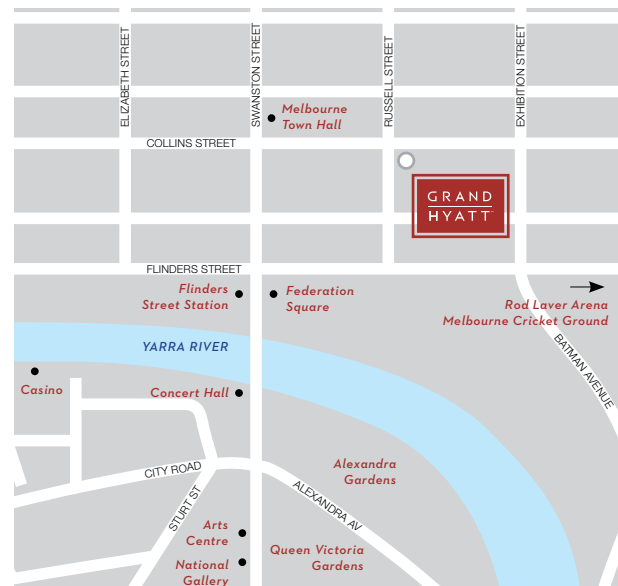 ELIZABETH STREET
SWANSTON STREET
RUSSELL STREET
EXHIBITION STREET
Melbourne
Town Hall
COLLINS STREET
GRAND
HYATT
FLINDERS STREET
Flinders
Street Station
Federation
Square
Rod Laver Arena
Melbourne Cricket Ground
YARRA RIVER
BATMAN AVENUE
Casino
Concert Hall
CITY ROAD
Alexandra
Gardens
STURT ST
ALEXANDRA AV
Arts
Centre
Queen Victoria
Gardens
National
Gallery